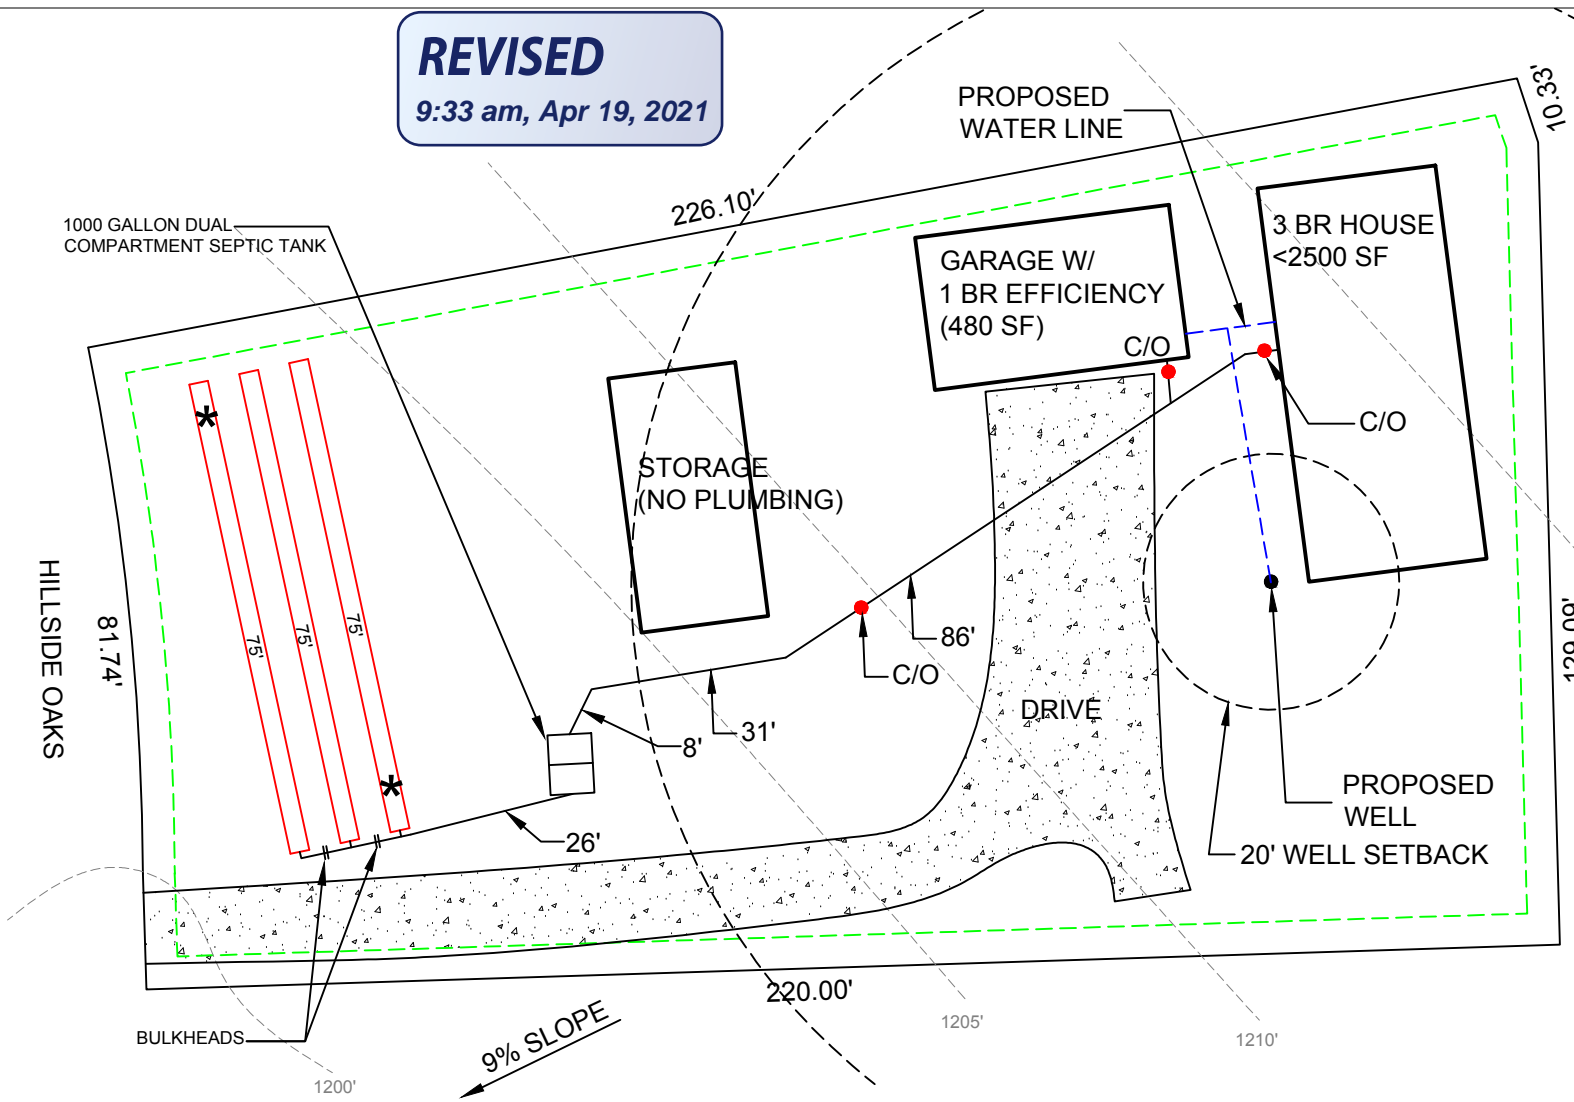 REVISED
9:33 am, Apr 19, 2021
PROPOSED
WATER LINE
10.33'
226.10'
1000 GALLON DUAL
COMPARTMENT SEPTIC TANK
3 BR HOUSE
<2500 SF
GARAGE W/
1 BR EFFICIENCY
(480 SF)
C/O
C/O
STORAGE
(NO PLUMBING)
*
HILLSIDE OAKS
81.74'
75'
75'
75'
86'
C/O
129.09'
DRIVE
31'
8'
*
PROPOSED
WELL
26'
20' WELL SETBACK
220.00'
BULKHEADS
9% SLOPE
1205'
1210'
1200'